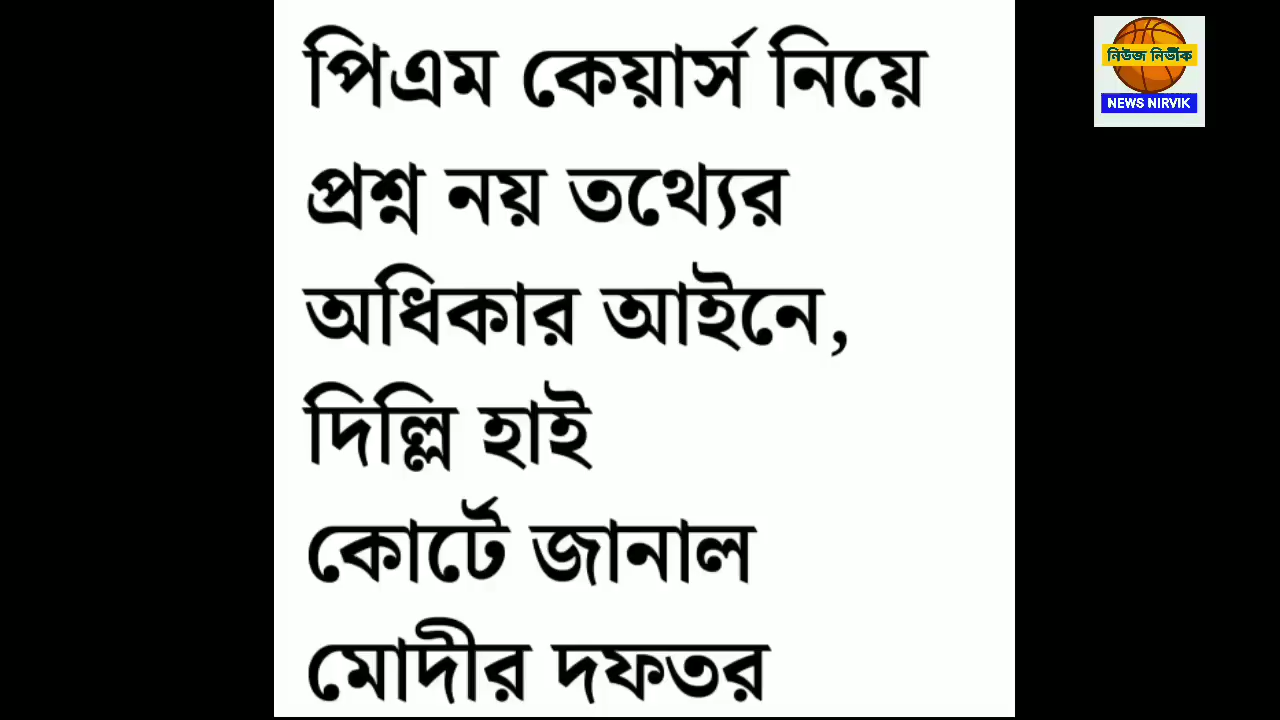 পিএম কেয়ার্স নিয়ে
প্রশ্ন নয় তথ্যের
অধিকার আইনে,
দিল্লি হাই
কোর্টে জানাল
মোদীর দফতর
নিউজ নির্ভীক
NEWS NIRVIK